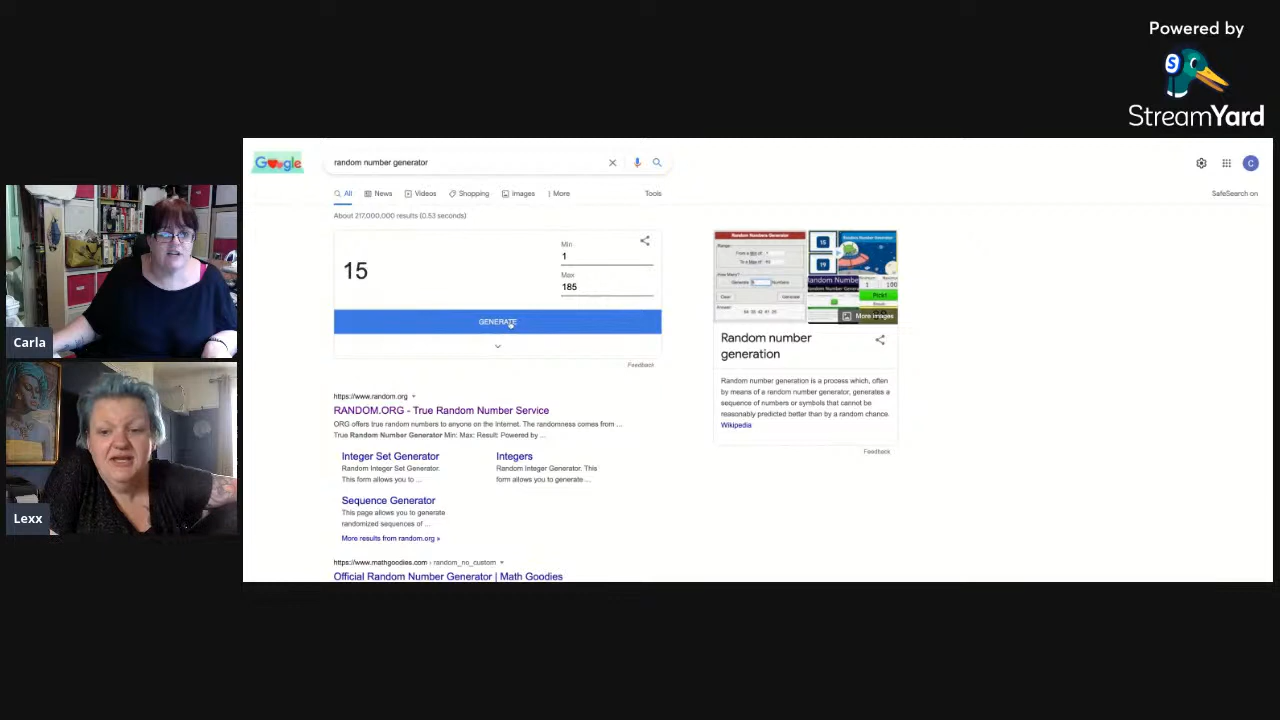 Powered by
StreamYard
Google
random number generator
All
News
Videos
Shopping
Images
More
Tools
SafeSearch on
C
About 217,000,000 results (0.53 seconds)
15
Min
1
Max
185
GENERATE
Feedback
https://www.random.org
RANDOM.ORG - True Random Number Service
ORG offers true random numbers to anyone on the Internet. The randomness comes from ...
True Random Number Generator Min: Max: Result: Powered by ...
Integer Set Generator
Random Integer Set Generator.
This form allows you to ...
Integers
Random Integer Generator. This
form allows you to generate ...
Sequence Generator
This page allows you to generate
randomized sequences of ...
More results from random.org »
https://www.mathgoodies.com › random_no_custom
Official Random Number Generator | Math Goodies
Random Numbers Generator
15
19
100
More images
Random number
generation
Random number generation is a process which, often
by means of a random number generator, generates a
sequence of numbers or symbols that cannot be
reasonably predicted better than by a random chance.
Wikipedia
Feedback
Carla
Lexx